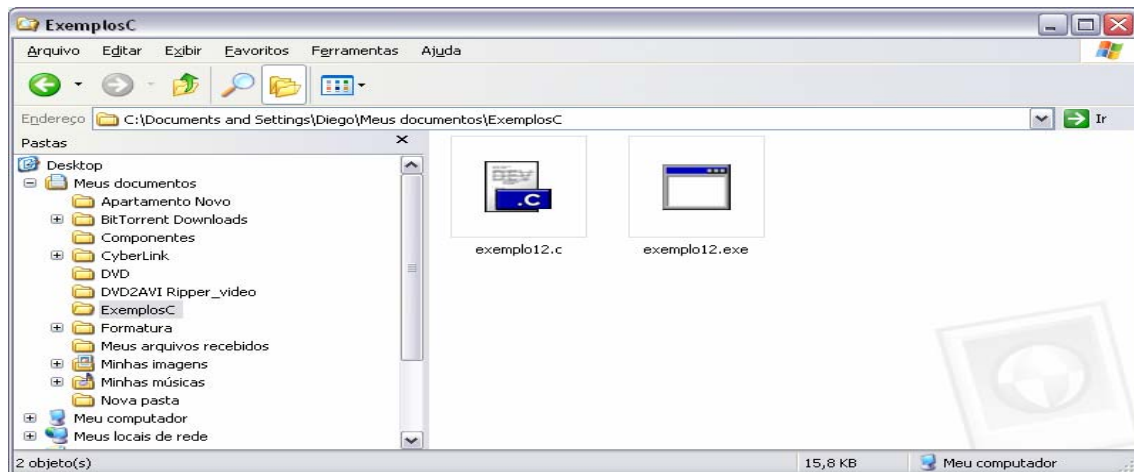 ExemplosC
Arquivo Editar Exibir Favoritos Ferramentas Ajuda
Endereço C:\Documents and Settings\Diego\Meus documentos\ExemplosC Ir
Pastas
Desktop
Meus documentos
Apartamento Novo
BitTorrent Downloads
Componentes
CyberLink
DVD
DVD2AVI Ripper_video
ExemplosC
Formatura
Meus arquivos recebidos
Minhas imagens
Minhas músicas
Nova pasta
Meu computador
Meus locais de rede
DEV
.C
exemplo12.c
exemplo12.exe
2 objeto(s) 15,8 KB Meu computador